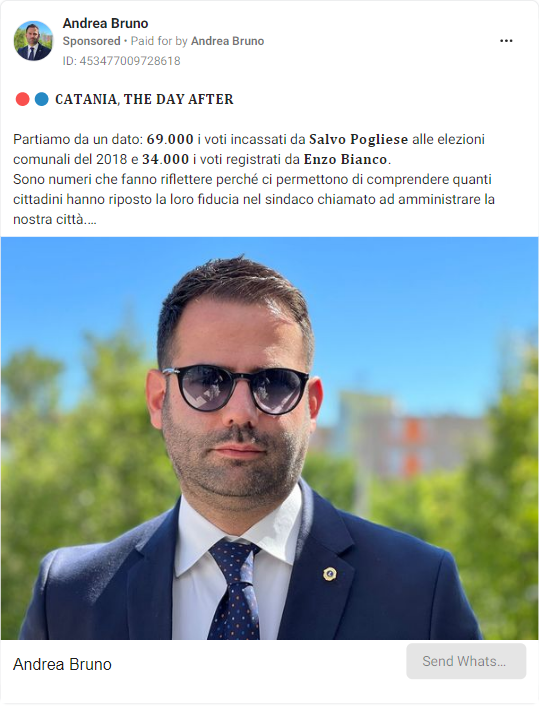 Andrea Bruno
Sponsored • Paid for by Andrea Bruno
ID: 453477009728618
🔴🔵 CATANIA, THE DAY AFTER
Partiamo da un dato: 69.000 i voti incassati da Salvo Pogliese alle elezioni
comunali del 2018 e 34.000 i voti registrati da Enzo Bianco.
Sono numeri che fanno riflettere perché ci permettono di comprendere quanti
cittadini hanno riposto la loro fiducia nel sindaco chiamato ad amministrare la
nostra città....
Andrea Bruno
Send Whats...